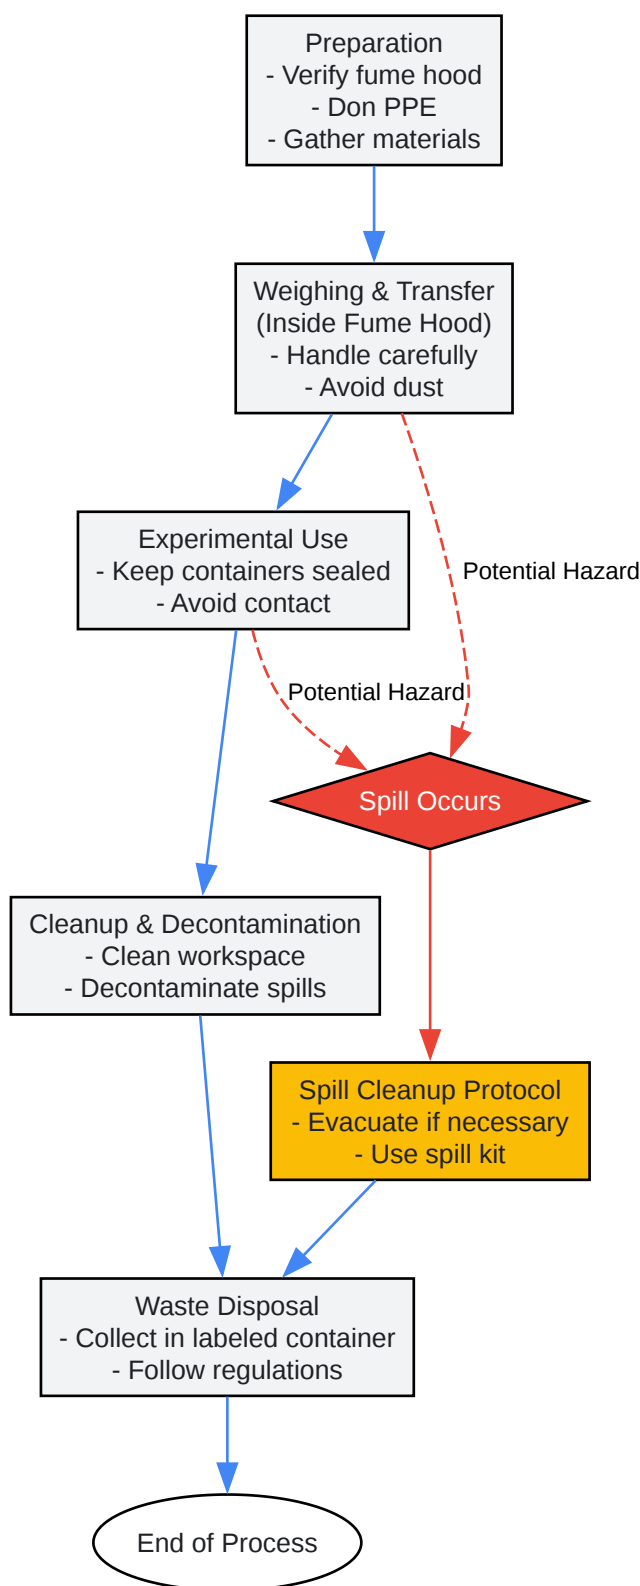 Preparation
- Verify fume hood
- Don PPE
- Gather materials
Weighing & Transfer
(Inside Fume Hood)
- Handle carefully
- Avoid dust
Experimental Use
- Keep containers sealed
- Avoid contact
Potential Hazard
Potential Hazard
Spill Occurs
Cleanup & Decontamination
- Clean workspace
- Decontaminate spills
Spill Cleanup Protocol
- Evacuate if necessary
- Use spill kit
Waste Disposal
- Collect in labeled container
- Follow regulations
End of Process